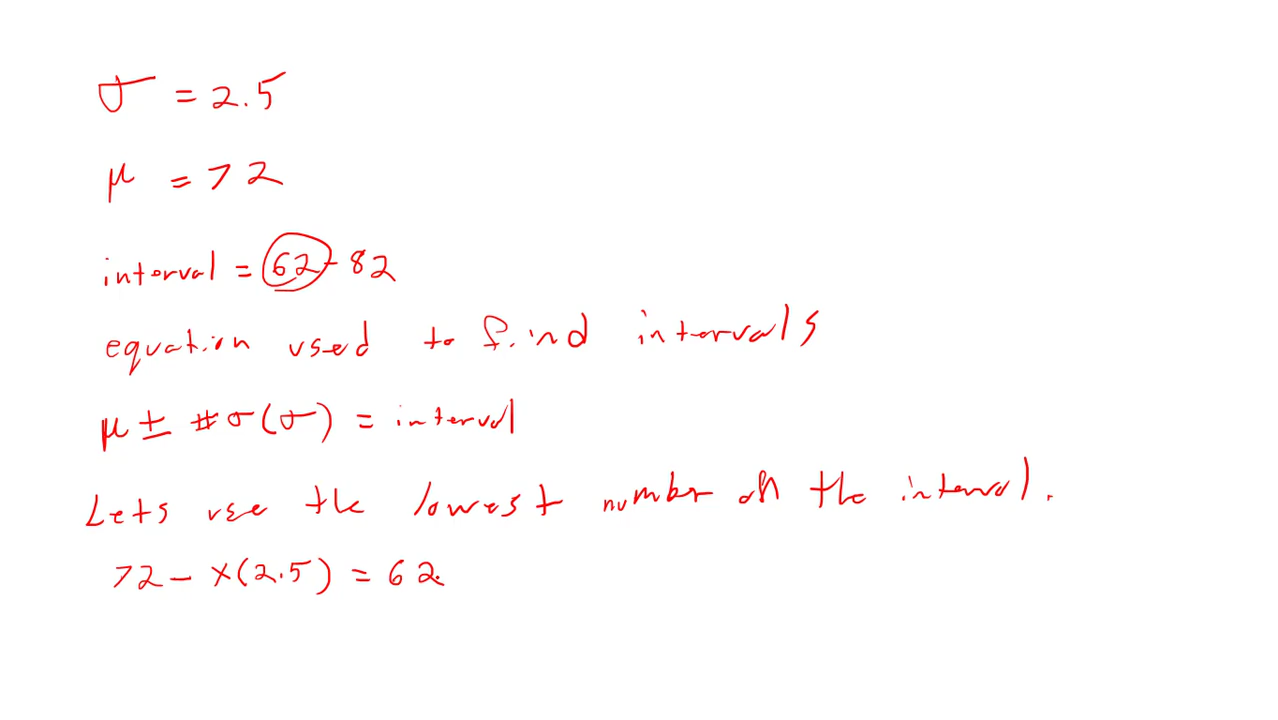 σ = 2.5
μ = 72
interval = 62 - 82
equation used to find intervals
μ ± #σ(σ) = interval
Lets use the lowest number on the interval.
72 - x(2.5) = 62